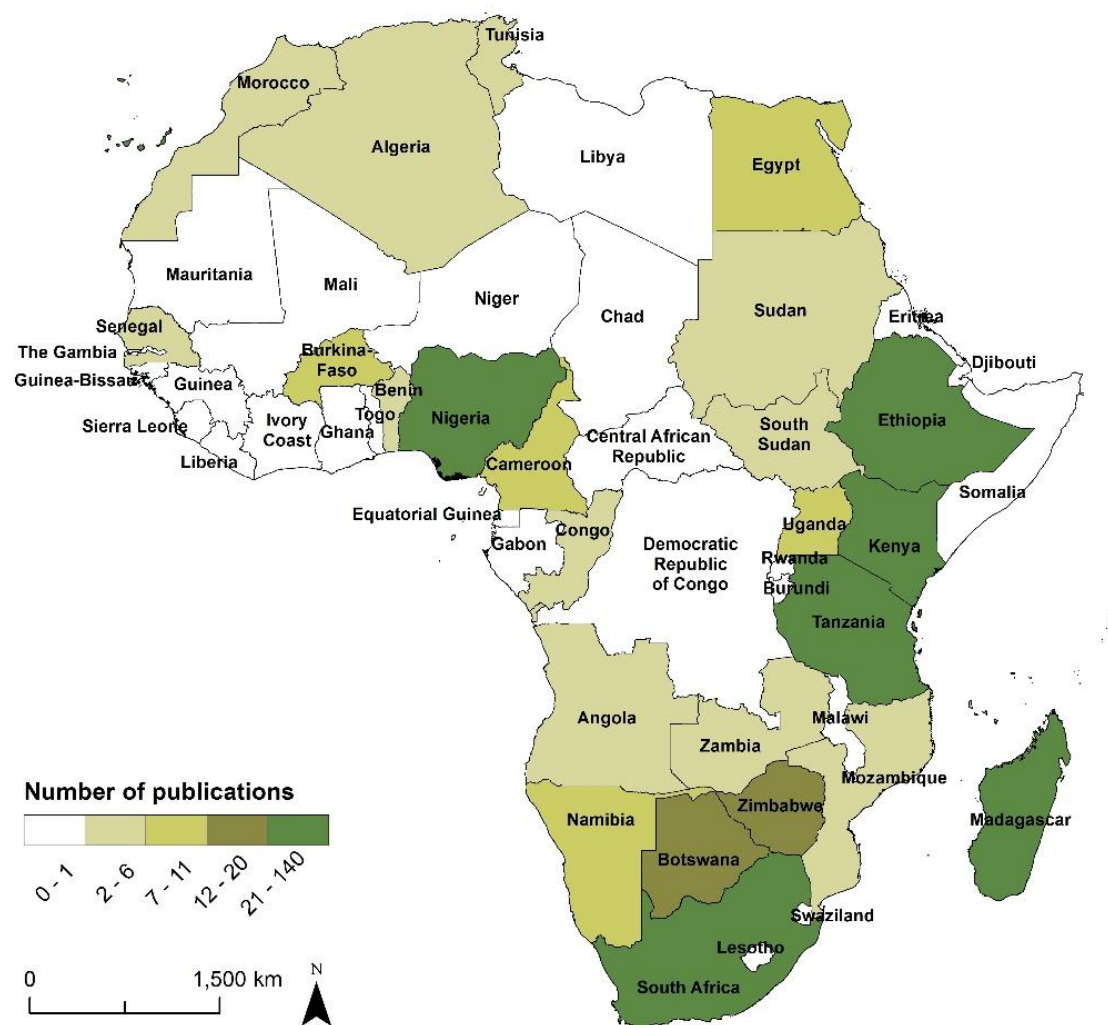 Tunisia
Morocco
Algeria
Libya
Egypt
Mauritania
Mali
Niger
Chad
Sudan
Eritrea
Senegal
The Gambia
Guinea-Bissau
Guinea
Sierra Leone
Liberia
Ivory
Coast
Burkina-
Faso
Ghana
Togo
Benin
Nigeria
Cameroon
Central African
Republic
South
Sudan
Ethiopia
Djibouti
Somalia
Equatorial Guinea
Gabon
Congo
Democratic
Republic
of Congo
Uganda
Rwanda
Burundi
Kenya
Tanzania
Angola
Zambia
Malawi
Mozambique
Namibia
Zimbabwe
Botswana
Madagascar
Swaziland
Lesotho
South Africa
Number of publications
0 - 1
2 - 6
7 - 11
12 - 20
21 - 140
0
1,500 km
N